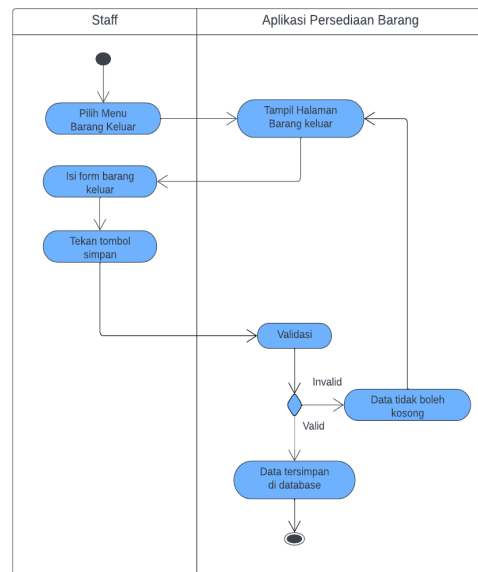 Staff
Aplikasi Persediaan Barang
Pilih Menu
Barang Keluar
Tampil Halaman
Barang keluar
Isi form barang
keluar
Tekan tombol
simpan
Validasi
Invalid
Data tidak boleh
kosong
Valid
Data tersimpan
di database